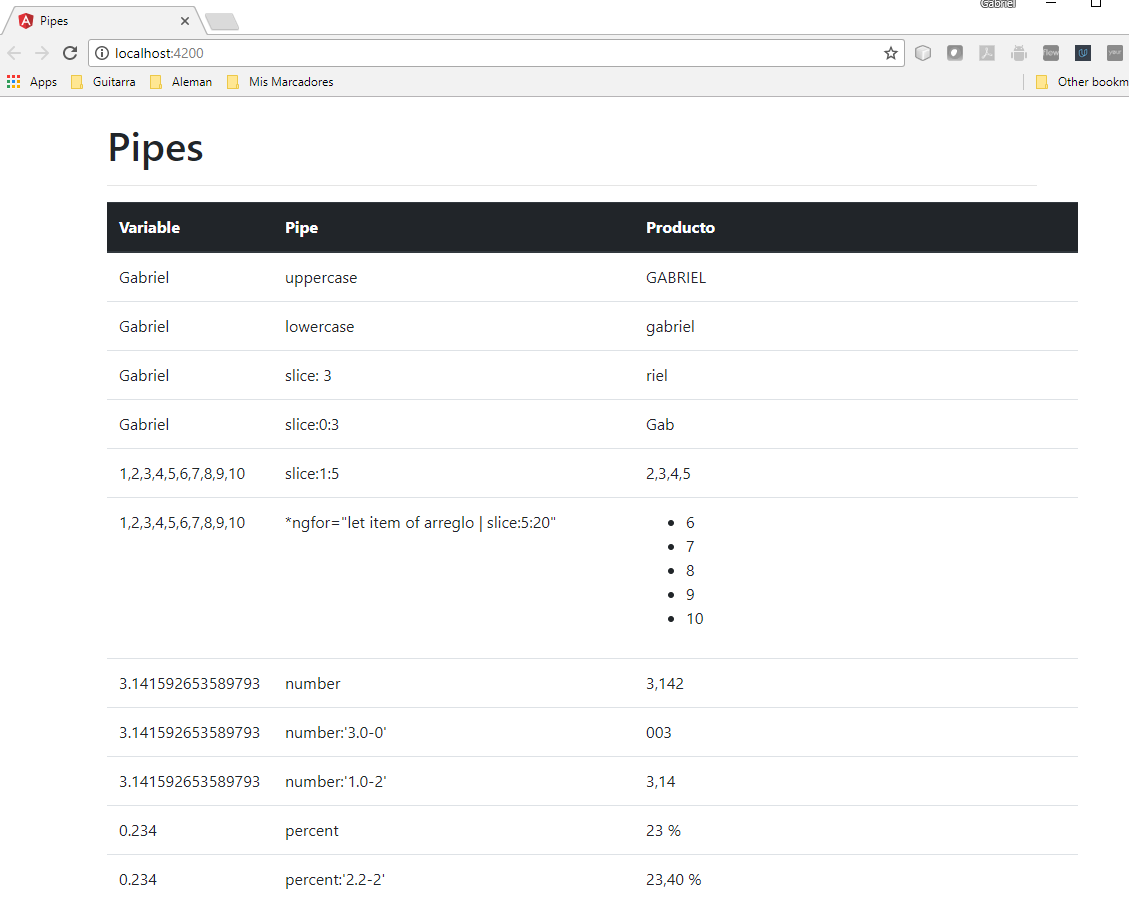 Gabriel
Pipes
localhost:4200
Apps Guitarra Aleman Mis Marcadores Other bookm
Pipes
Variable Pipe Producto
Gabriel uppercase GABRIEL
Gabriel lowercase gabriel
Gabriel slice: 3 riel
Gabriel slice:0:3 Gab
1,2,3,4,5,6,7,8,9,10 slice:1:5 2,3,4,5
1,2,3,4,5,6,7,8,9,10 *ngfor="let item of arreglo | slice:5:20" 6
7
8
9
10
3.141592653589793 number 3,142
3.141592653589793 number:'3.0-0' 003
3.141592653589793 number:'1.0-2' 3,14
0.234 percent 23 %
0.234 percent:'2.2-2' 23,40 %